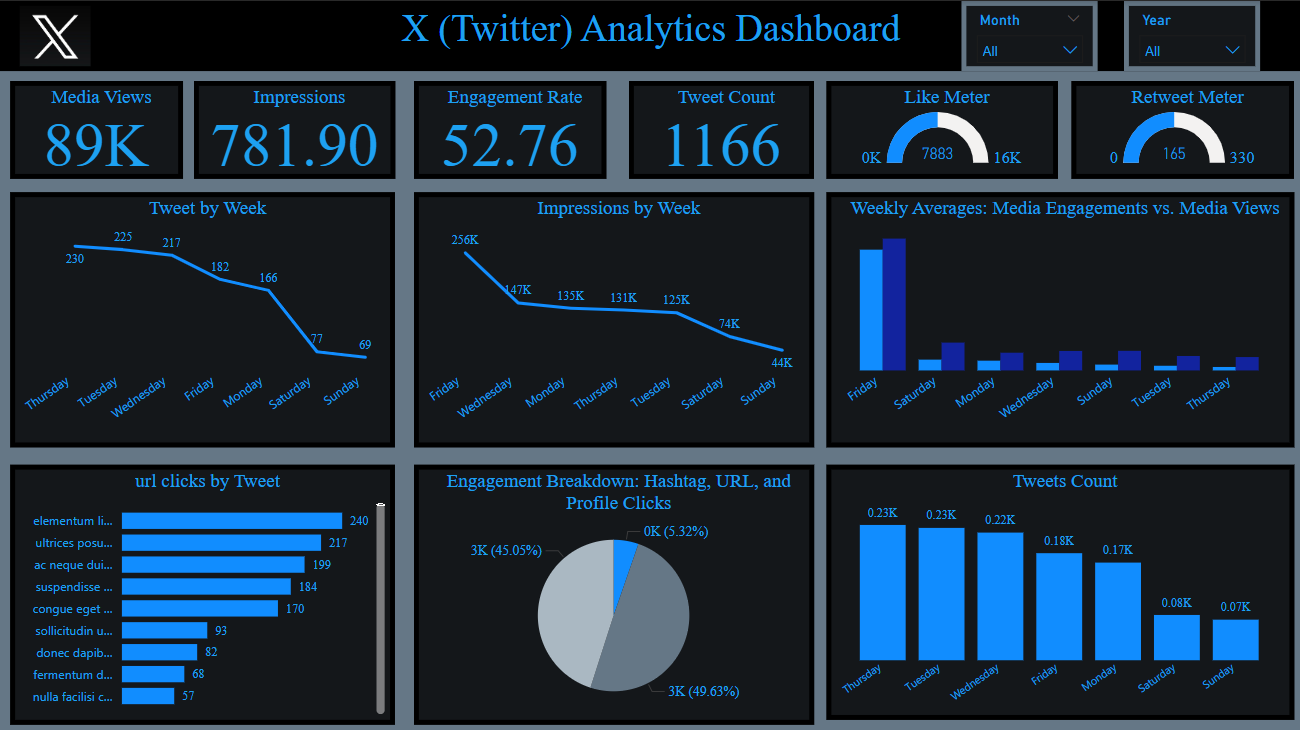 X (Twitter) Analytics Dashboard
Month
All
Year
All
Media Views
89K
Impressions
781.90
Engagement Rate
52.76
Tweet Count
1166
Like Meter
0K
7883
16K
Retweet Meter
0
165
330
Tweet by Week
230
225
217
182
166
77
69
Thursday
Tuesday
Wednesday
Friday
Monday
Saturday
Sunday
Impressions by Week
256K
147K
135K
131K
125K
74K
44K
Friday
Wednesday
Monday
Thursday
Tuesday
Saturday
Sunday
Weekly Averages: Media Engagements vs. Media Views
Friday
Saturday
Monday
Wednesday
Sunday
Tuesday
Thursday
url clicks by Tweet
elementum li... 240
ultrices posu... 217
ac neque dui... 199
suspendisse ... 184
congue eget ... 170
sollicitudin u... 93
donec dapib... 82
fermentum d... 68
nulla facilisi c... 57
Engagement Breakdown: Hashtag, URL, and
Profile Clicks
0K (5.32%)
3K (45.05%)
3K (49.63%)
Tweets Count
0.23K
0.23K
0.22K
0.18K
0.17K
0.08K
0.07K
Thursday
Tuesday
Wednesday
Friday
Monday
Saturday
Sunday